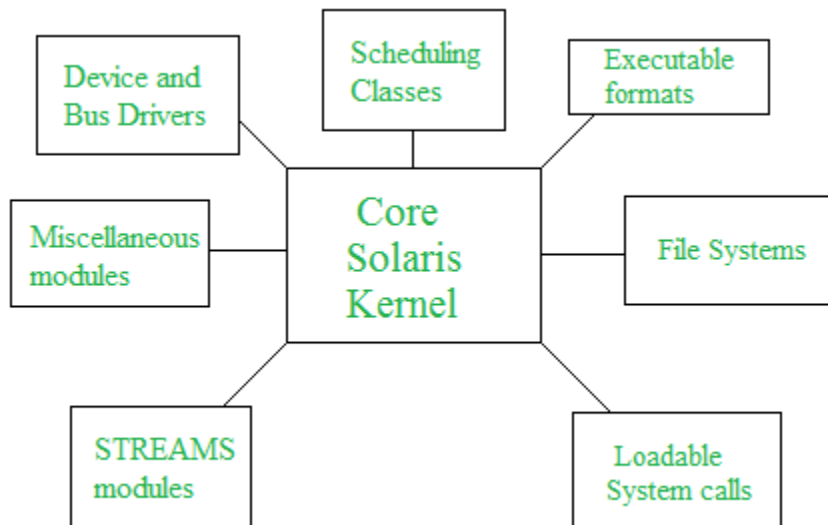 Scheduling
Classes
Executable
formats
Device and
Bus Drivers
Core
Solaris
Kernel
Miscellaneous
modules
File Systems
STREAMS
modules
Loadable
System calls